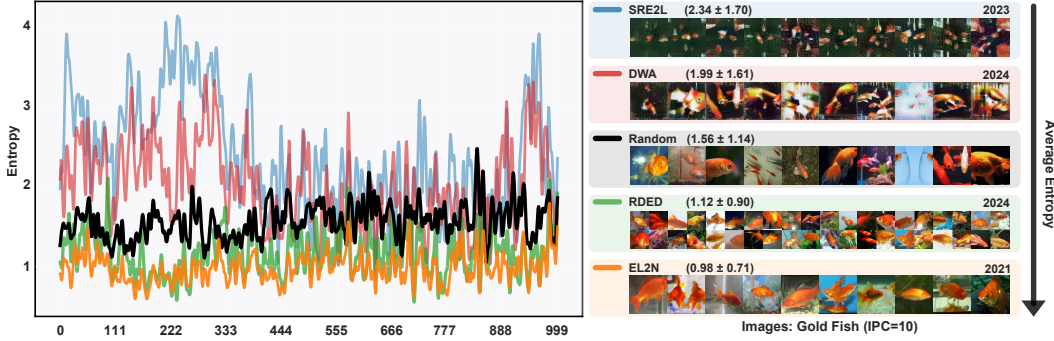 Entropy
4
3
2
1
0 111 222 333 444 555 666 777 888 999
SRE2L (2.34 ± 1.70) 2023
DWA (1.99 ± 1.61) 2024
Random (1.56 ± 1.14)
RDED (1.12 ± 0.90) 2024
EL2N (0.98 ± 0.71) 2021
Images: Gold Fish (IPC=10)
Average Entropy